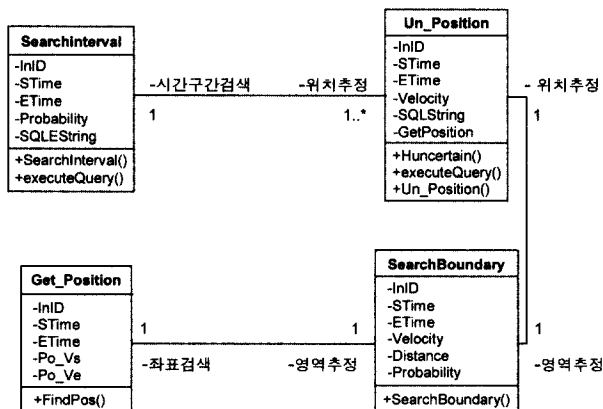 SearchInterval
-InID
-STime
-ETime
-Probability
-SQLEString
+SearchInterval()
+executeQuery()
-시간구간검색
1
-위치추정
1..*
Un_Position
-InID
-STime
-ETime
-Velocity
-SQLString
-GetPosition
+Huncertain()
+executeQuery()
+Un_Position()
- 위치추정
1
Get_Position
-InID
-STime
-ETime
-Po_Vs
-Po_Ve
+FindPos()
1
-좌표검색
1
-영역추정
SearchBoundary
-InID
-STime
-ETime
-Velocity
-Distance
-Probability
+SearchBoundary()
1
-영역추정